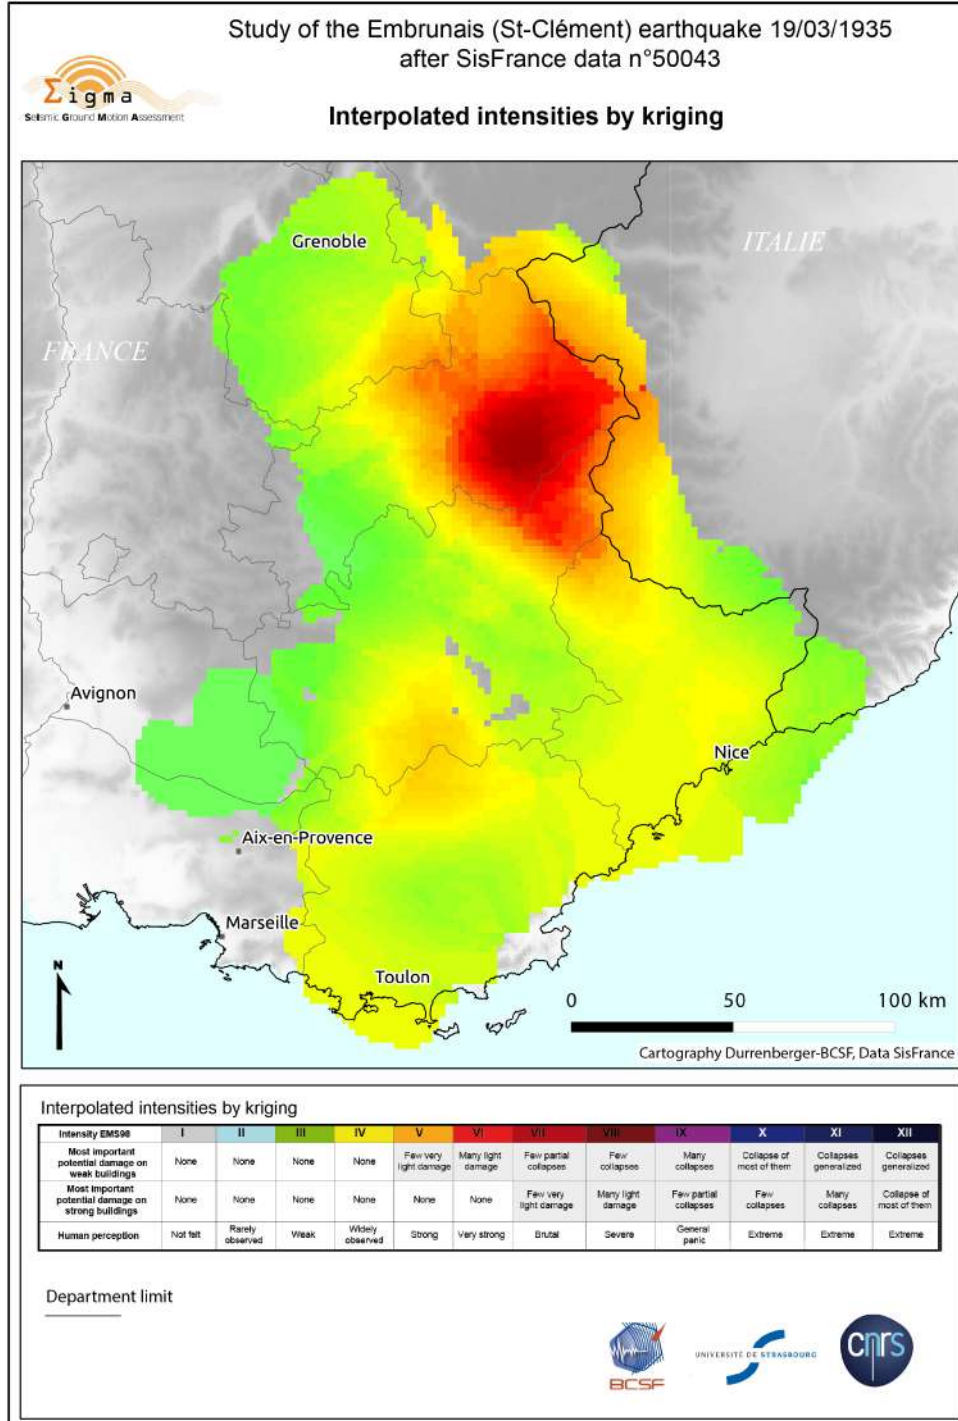 Study of the Embrunais (St-Clément) earthquake 19/03/1935
after SisFrance data n°50043
Σigma
Seismic Ground Motion Assessment
Interpolated intensities by kriging
Grenoble
ITALIE
FRANCE
Avignon
Nice
Aix-en-Provence
Marseille
N
Toulon
0 50 100 km
Cartography Durrenberger-BCSF, Data SisFrance
Interpolated intensities by kriging
Intensity EMS98 I II III IV V VI VII VIII IX X XI XII
Most important potential damage on weak buildings None None None None Few very light damage Many light damage Few partial collapses Few collapses Many collapses Collapse of most of them Collapses generalized Collapses generalized
Most important potential damage on strong buildings None None None None None None Few very light damage Many light damage Few partial collapses Few collapses Many collapses Collapse of most of them
Human perception Not felt Rarely observed Weak Widely observed Strong Very strong Brutal Severe General panic Extreme Extreme Extreme
Department limit
BCSF
UNIVERSITÉ DE STRASBOURG
cnrs